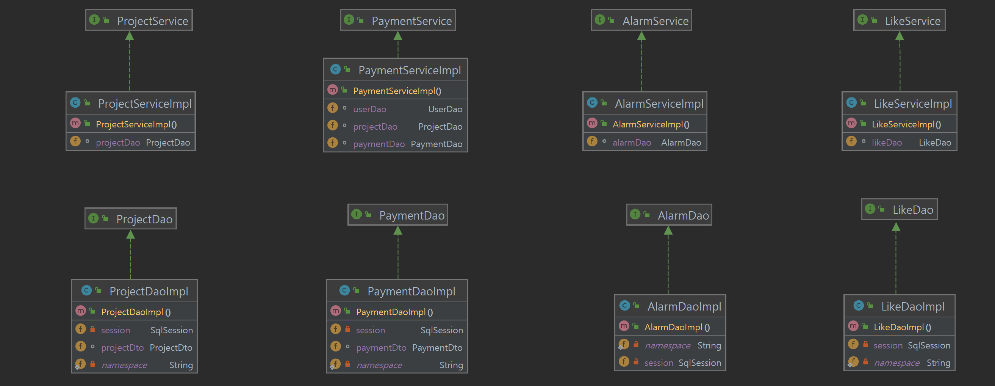 I ProjectService
I PaymentService
I AlarmService
I LikeService
C ProjectServiceImpl
m ProjectServiceImpl()
f projectDao ProjectDao
C PaymentServiceImpl
m PaymentServiceImpl()
f userDao UserDao
f projectDao ProjectDao
f paymentDao PaymentDao
C AlarmServiceImpl
m AlarmServiceImpl()
f alarmDao AlarmDao
C LikeServiceImpl
m LikeServiceImpl()
f likeDao LikeDao
I ProjectDao
I PaymentDao
I AlarmDao
I LikeDao
C ProjectDaoImpl
m ProjectDaoImpl()
f session SqlSession
f projectDto ProjectDto
f namespace String
C PaymentDaoImpl
m PaymentDaoImpl()
f session SqlSession
f paymentDto PaymentDto
f namespace String
C AlarmDaoImpl
m AlarmDaoImpl()
f namespace String
f session SqlSession
C LikeDaoImpl
m LikeDaoImpl()
f session SqlSession
f namespace String